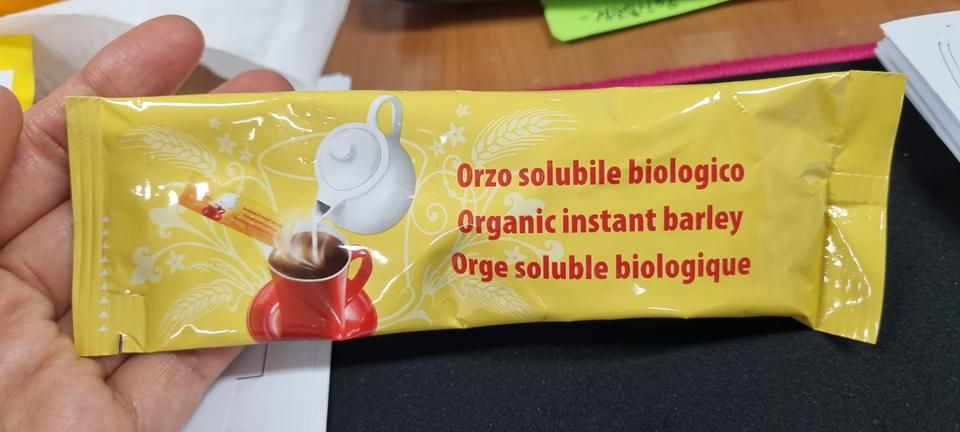 Orzo solubile biologico
Organic instant barley
Orge soluble biologique